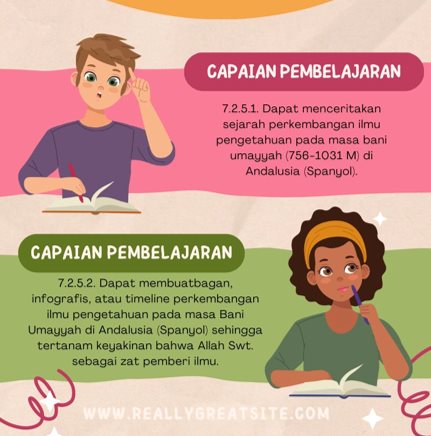 CAPAIAN PEMBELAJARAN
7.2.5.1. Dapat menceritakan
sejarah perkembangan ilmu
pengetahuan pada masa bani
umayyah (756-1031 M) di
Andalusia (Spanyol).
CAPAIAN PEMBELAJARAN
7.2.5.2. Dapat membuatbagan,
infografis, atau timeline perkembangan
ilmu pengetahuan pada masa Bani
Umayyah di Andalusia (Spanyol) sehingga
tertanam keyakinan bahwa Allah Swt.
sebagai zat pemberi ilmu.
WWW.REALLYGREATSITE.COM